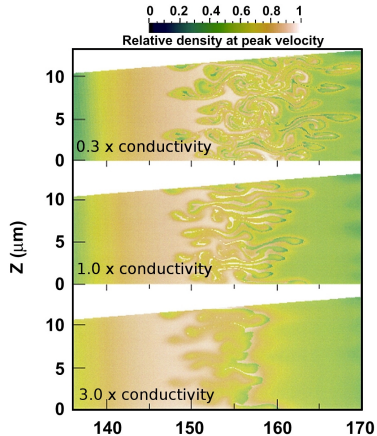 0 0.2 0.4 0.6 0.8 1
Relative density at peak velocity
10
5
0.3 x conductivity
0
10
5
1.0 x conductivity
0
10
5
3.0 x conductivity
0
Z (μm)
140 150 160 170